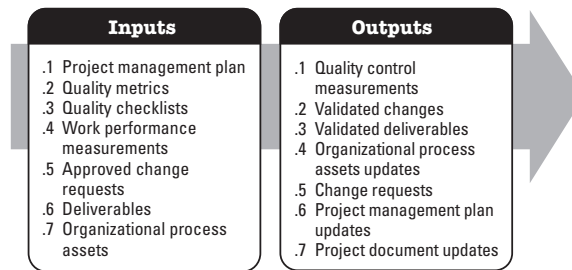 Inputs
.1 Project management plan
.2 Quality metrics
.3 Quality checklists
.4 Work performance
measurements
.5 Approved change
requests
.6 Deliverables
.7 Organizational process
assets
Outputs
.1 Quality control
measurements
.2 Validated changes
.3 Validated deliverables
.4 Organizational process
assets updates
.5 Change requests
.6 Project management plan
updates
.7 Project document updates